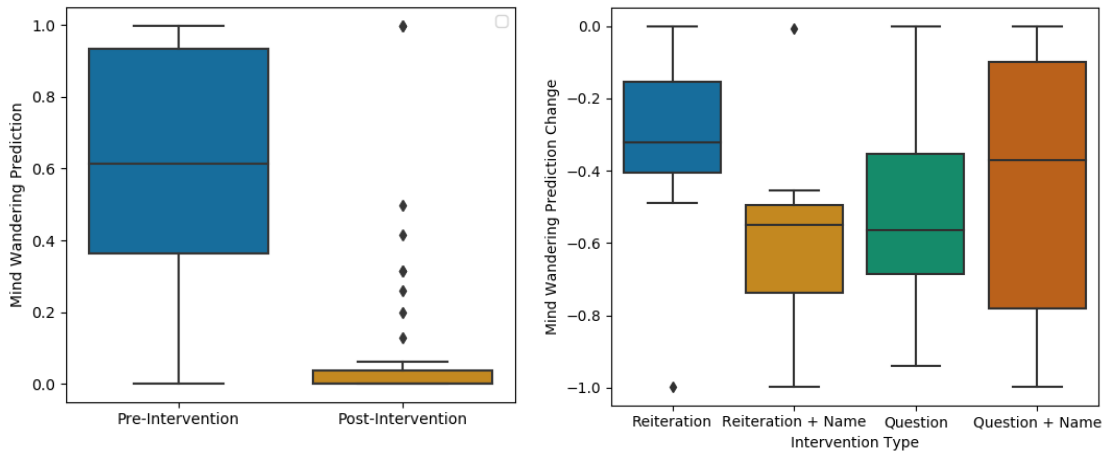 Mind Wandering Prediction
1.0
0.8
0.6
0.4
0.2
0.0
Pre-Intervention
Post-Intervention
Mind Wandering Prediction Change
0.0
−0.2
−0.4
−0.6
−0.8
−1.0
Reiteration
Reiteration + Name
Question
Question + Name
Intervention Type